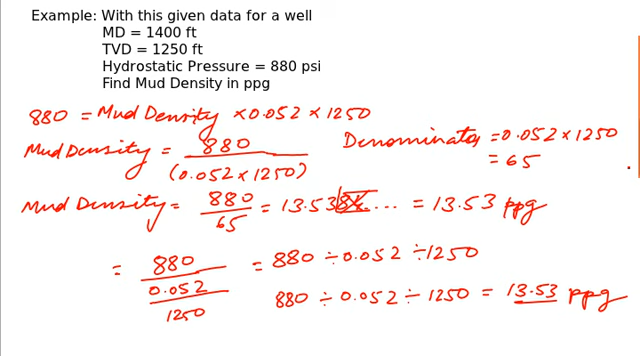 Example: With this given data for a well
MD = 1400 ft
TVD = 1250 ft
Hydrostatic Pressure = 880 psi
Find Mud Density in ppg
880 = Mud Density × 0.052 × 1250
Mud Density = 880 / (0.052 × 1250)
Denominator = 0.052 × 1250
= 65
Mud Density = 880 / 65 = 13.538 .... = 13.53 ppg
= 880 / 0.052 / 1250 = 880 ÷ 0.052 ÷ 1250
880 ÷ 0.052 ÷ 1250 = 13.53 ppg